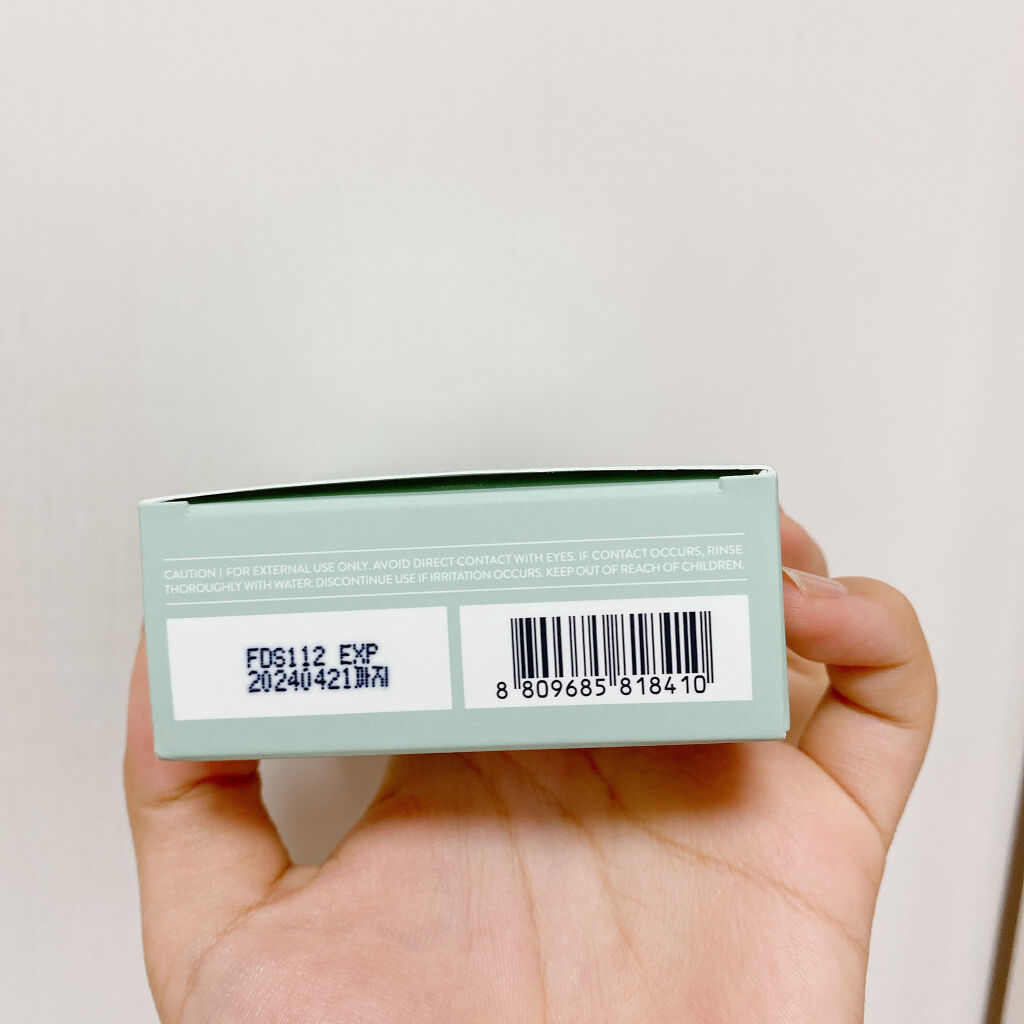 CAUTION | FOR EXTERNAL USE ONLY. AVOID DIRECT CONTACT WITH EYES. IF CONTACT OCCURS, RINSE
THOROUGHLY WITH WATER. DISCONTINUE USE IF IRRITATION OCCURS. KEEP OUT OF REACH OF CHILDREN.
FDS112 EXP
20240421까지
8 809685 818410